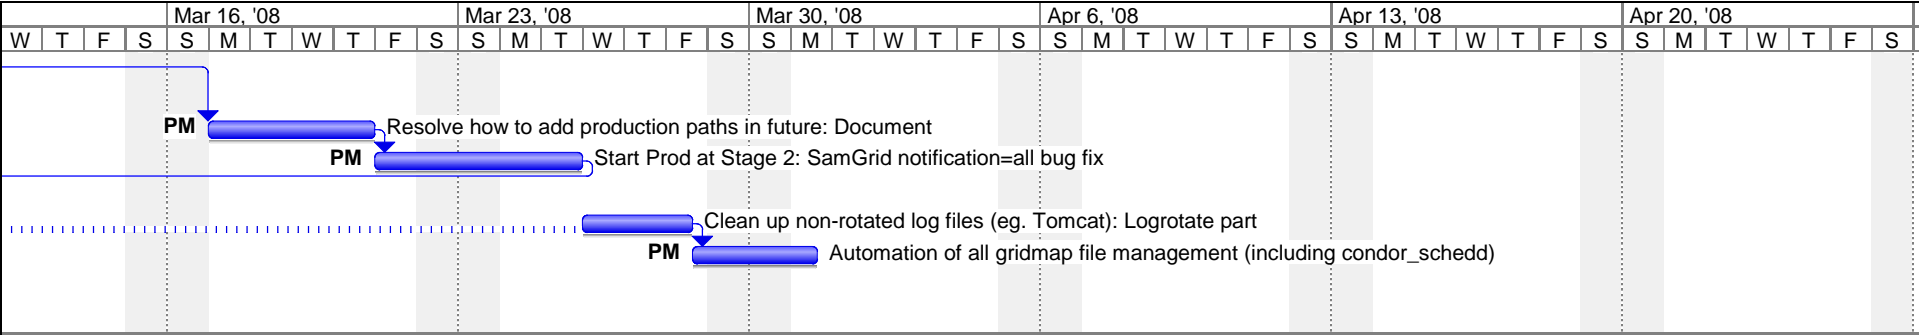 Mar 16, '08 Mar 23, '08 Mar 30, '08 Apr 6, '08 Apr 13, '08 Apr 20, '08
W T F S S M T W T F S S M T W T F S S M T W T F S S M T W T F S S M T W T F S S M T W T F S
PM Resolve how to add production paths in future: Document
PM Start Prod at Stage 2: SamGrid notification=all bug fix
Clean up non-rotated log files (eg. Tomcat): Logrotate part
PM Automation of all gridmap file management (including condor_schedd)